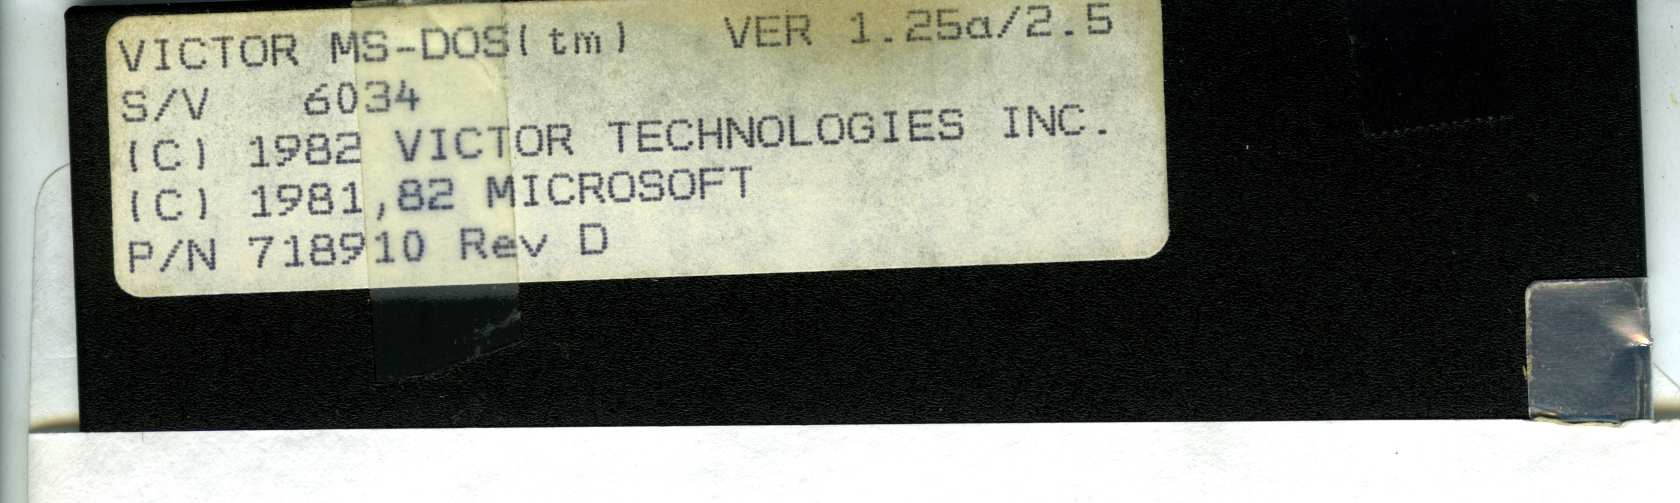 VICTOR MS-DOS(tm) VER 1.25a/2.5
S/V 6034
(C) 1982 VICTOR TECHNOLOGIES INC.
(C) 1981,82 MICROSOFT
P/N 718910 Rev D